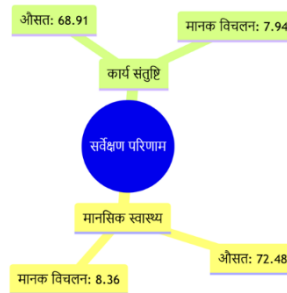 औसत: 68.91
मानक विचलन: 7.94
कार्य संतुष्टि
सर्वेक्षण परिणाम
मानसिक स्वास्थ्य
औसत: 72.48
मानक विचलन: 8.36